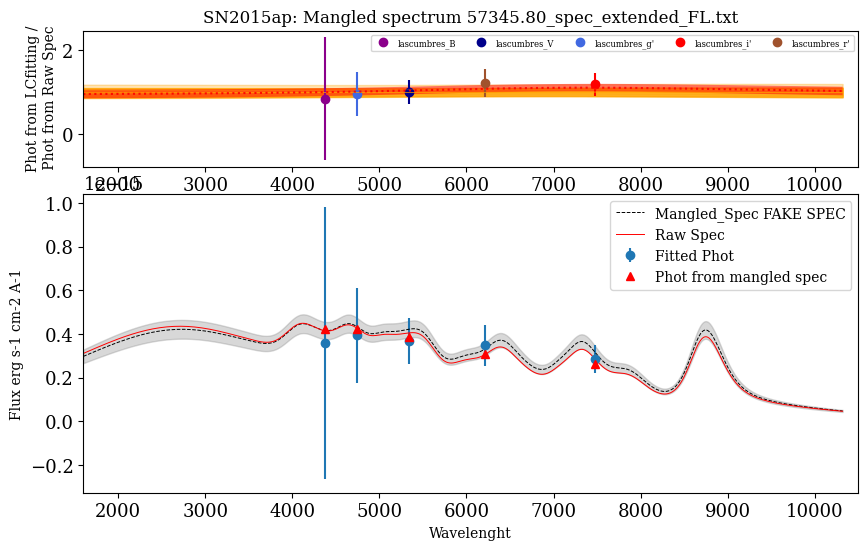 SN2015ap: Mangled spectrum 57345.80_spec_extended_FL.txt
Phot from LCfitting /
Phot from Raw Spec
2
0
lascumbres_B
lascumbres_V
lascumbres_g'
lascumbres_i'
lascumbres_r'
2000 3000 4000 5000 6000 7000 8000 9000 10000
1e−15
Flux erg s-1 cm-2 A-1
1.0
0.8
0.6
0.4
0.2
0.0
−0.2
Mangled_Spec FAKE SPEC
Raw Spec
Fitted Phot
Phot from mangled spec
2000 3000 4000 5000 6000 7000 8000 9000 10000
Wavelenght